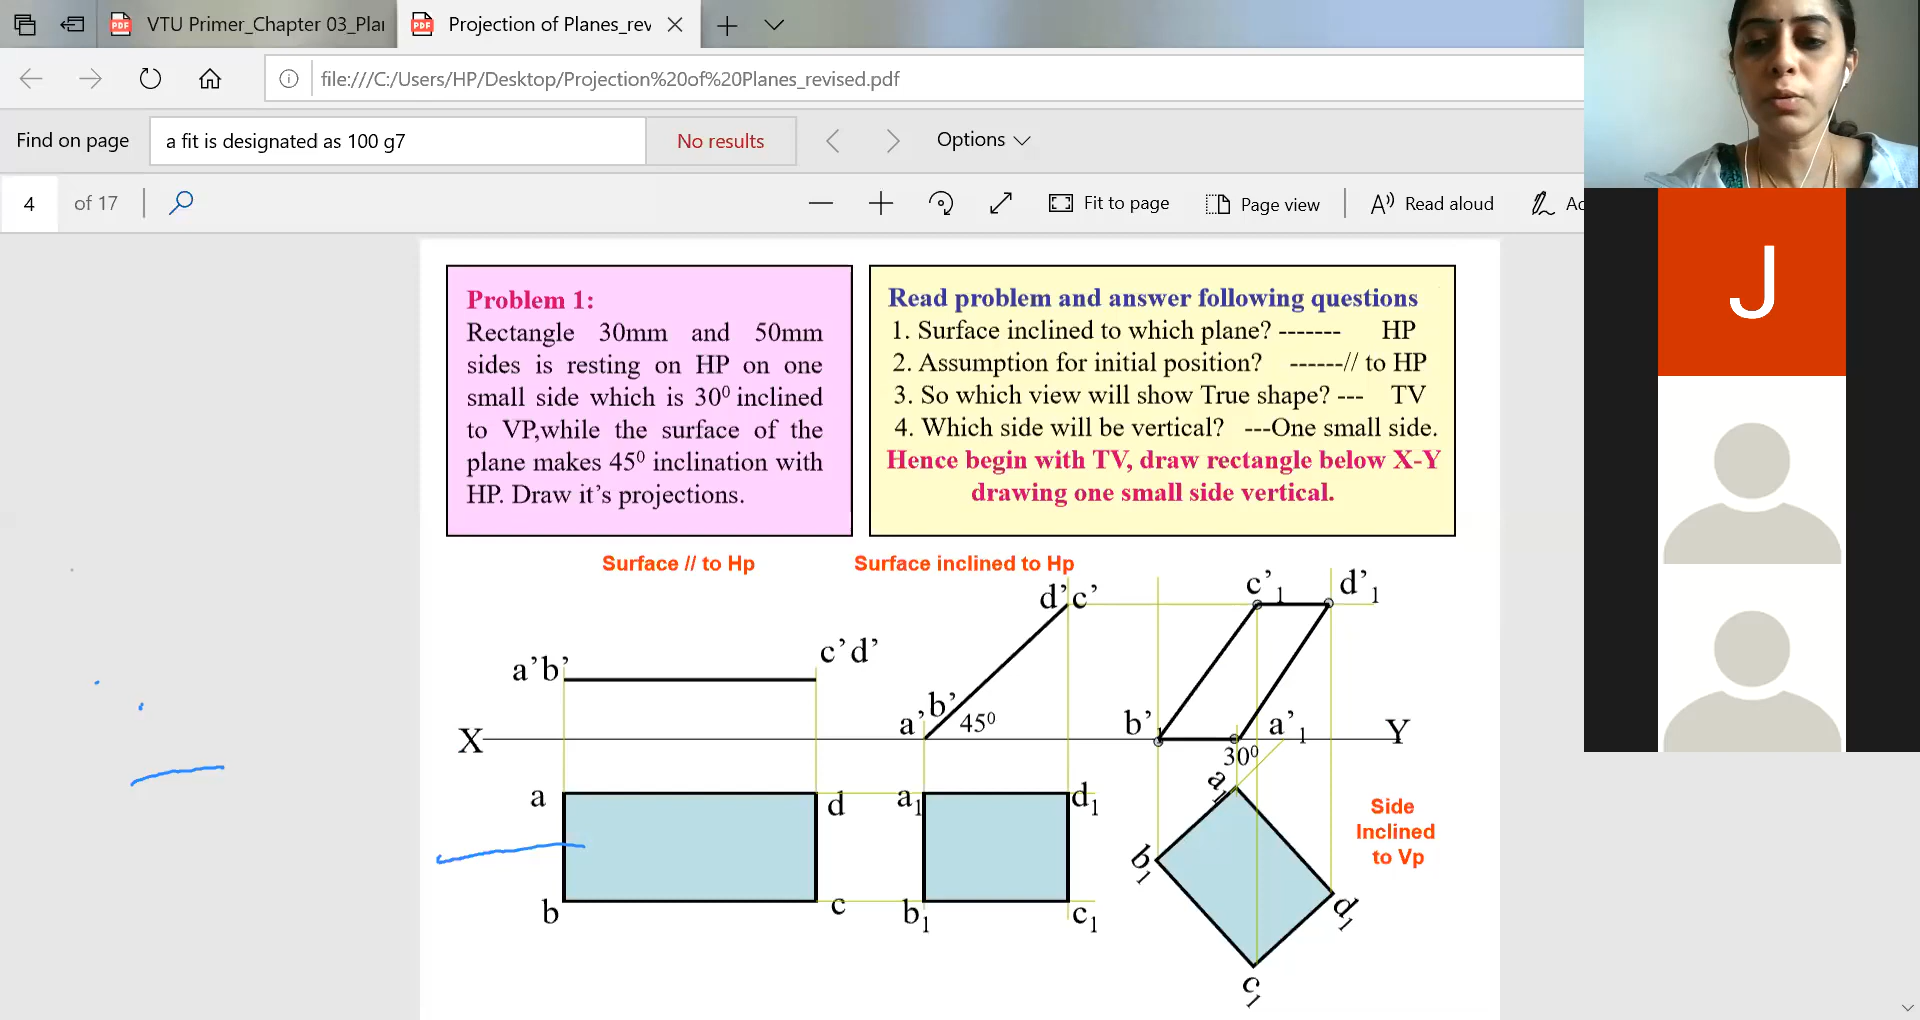 VTU Primer_Chapter 03_Plan
Projection of Planes_rev
file:///C:/Users/HP/Desktop/Projection%20of%20Planes_revised.pdf
Find on page
a fit is designated as 100 g7
No results
Options
4 of 17
Fit to page
Page view
Read aloud
Ad
Problem 1:
Rectangle 30mm and 50mm
sides is resting on HP on one
small side which is 30⁰ inclined
to VP,while the surface of the
plane makes 45⁰ inclination with
HP. Draw it’s projections.
Read problem and answer following questions
1. Surface inclined to which plane? ------- HP
2. Assumption for initial position? ------// to HP
3. So which view will show True shape? --- TV
4. Which side will be vertical? ---One small side.
Hence begin with TV, draw rectangle below X-Y
drawing one small side vertical.
Surface // to Hp
Surface inclined to Hp
d’c’
c’1
d’1
a’b’
c’d’
a’b’
45⁰
b’1
a’1
X
Y
30⁰
a
d
a1
d1
a1
b
c
b1
c1
b1
d1
c1
Side
Inclined
to Vp
J